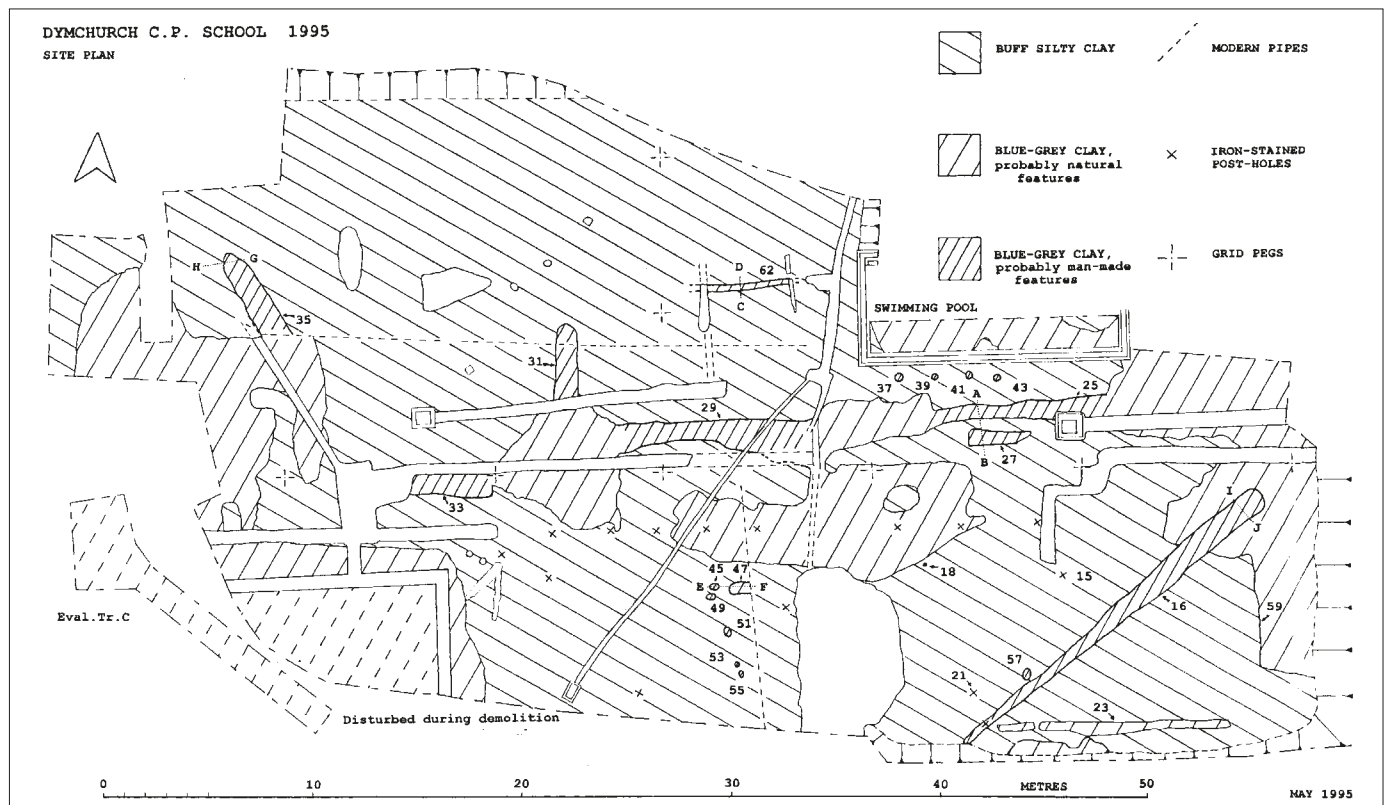 DYMCHURCH C.P. SCHOOL 1995
SITE PLAN
BUFF SILTY CLAY
MODERN PIPES
BLUE-GREY CLAY,
probably natural
features
IRON-STAINED
POST-HOLES
BLUE-GREY CLAY,
probably man-made
features
GRID PEGS
H
G
D
62
C
SWIMMING POOL
35
31
37
39
41
43
25
A
29
B
27
33
I
J
45
47
E
F
49
18
15
16
59
Eval.Tr.C
51
53
55
57
21
23
Disturbed during demolition
0
10
20
30
40
METRES
50
MAY 1995